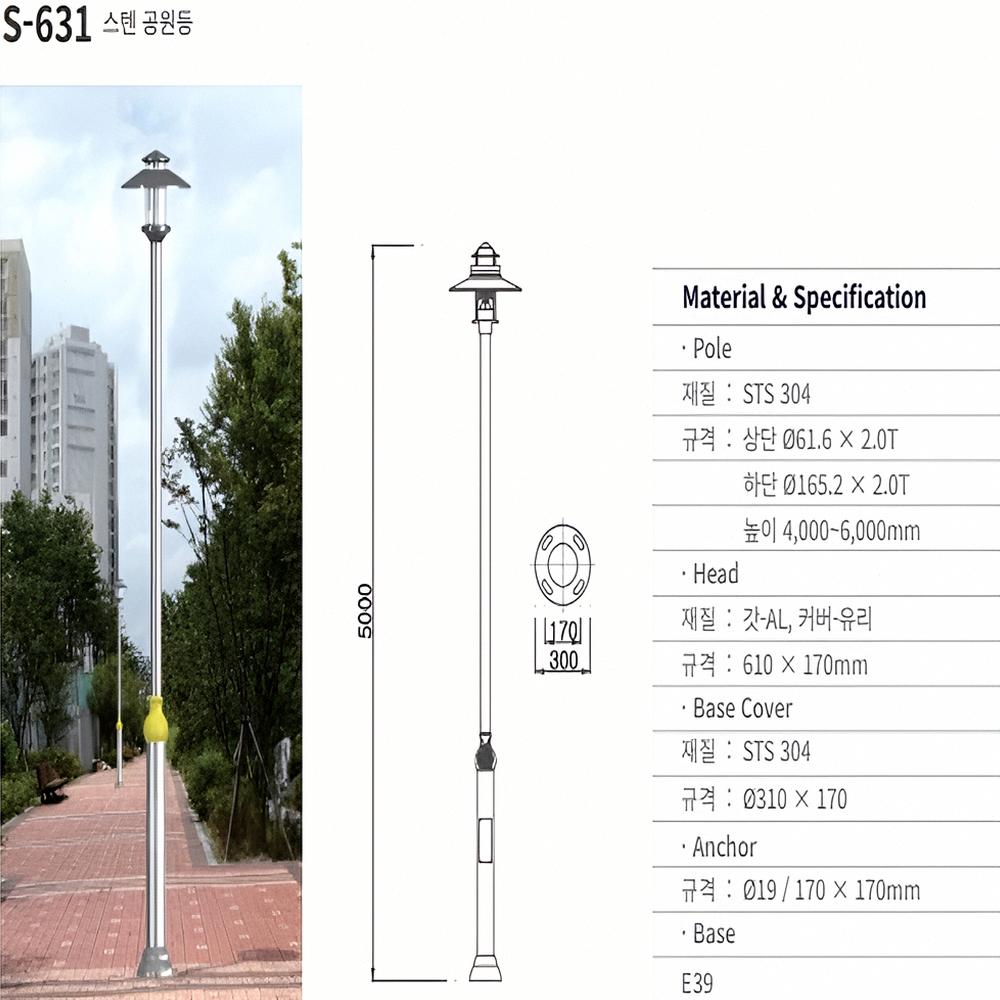 S-631 스텐 공원등
5000
170
300
Material & Specification
· Pole
재질 : STS 304
규격 : 상단 Ø61.6 × 2.0T
하단 Ø165.2 × 2.0T
높이 4,000~6,000mm
· Head
재질 : 갓-AL, 커버-유리
규격 : 610 × 170mm
· Base Cover
재질 : STS 304
규격 : Ø310 × 170
· Anchor
규격 : Ø19 / 170 × 170mm
· Base
E39